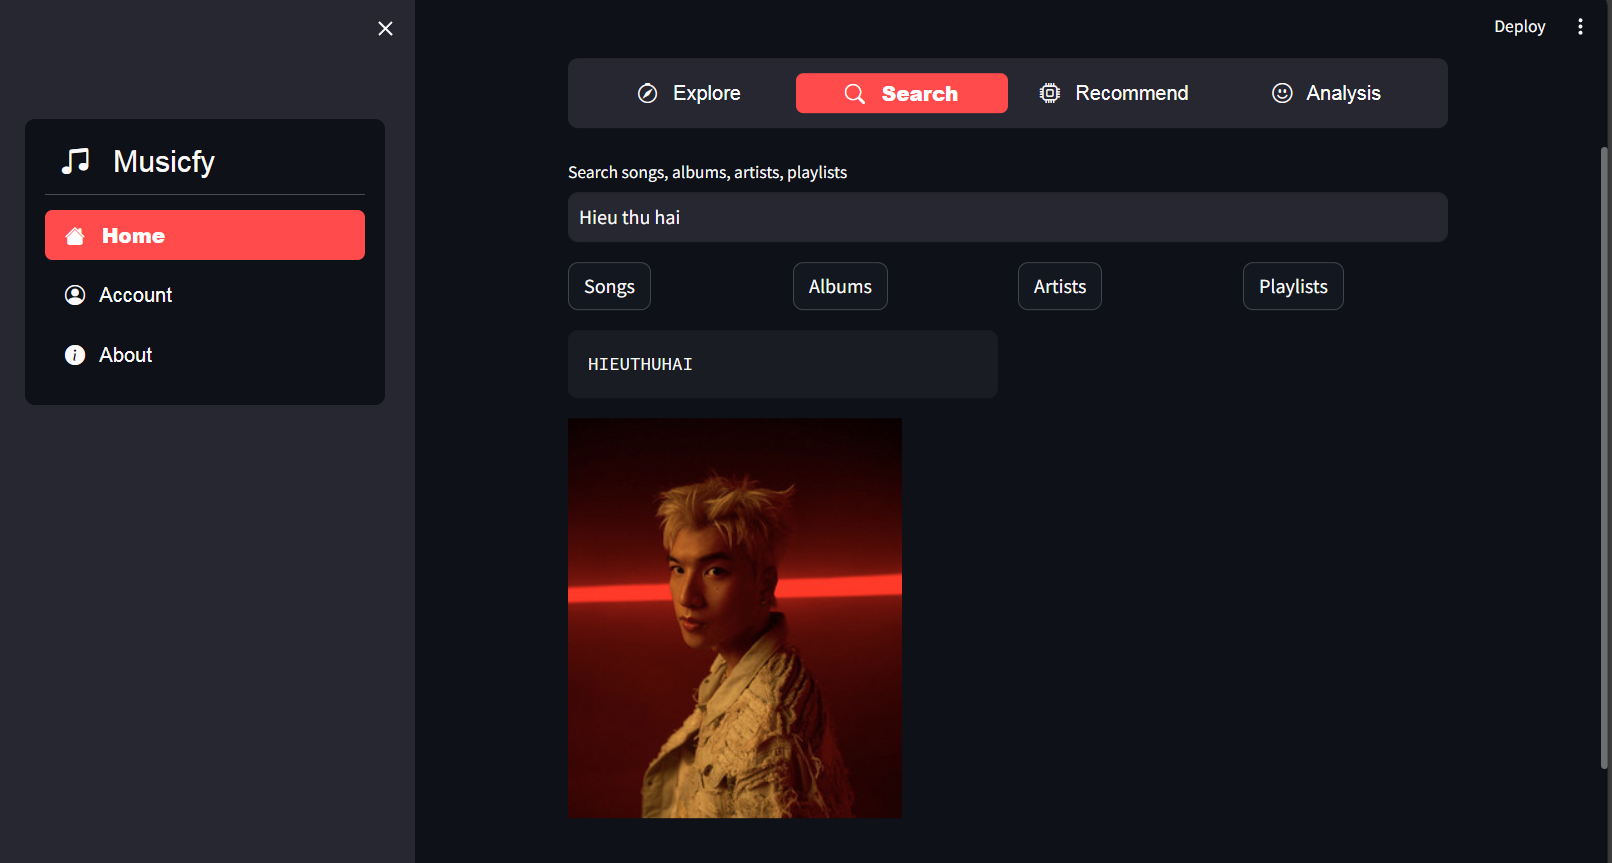 Deploy
Musicfy
Home
Account
About
Explore
Search
Recommend
Analysis
Search songs, albums, artists, playlists
Hieu thu hai
Songs
Albums
Artists
Playlists
HIEUTHUHAI